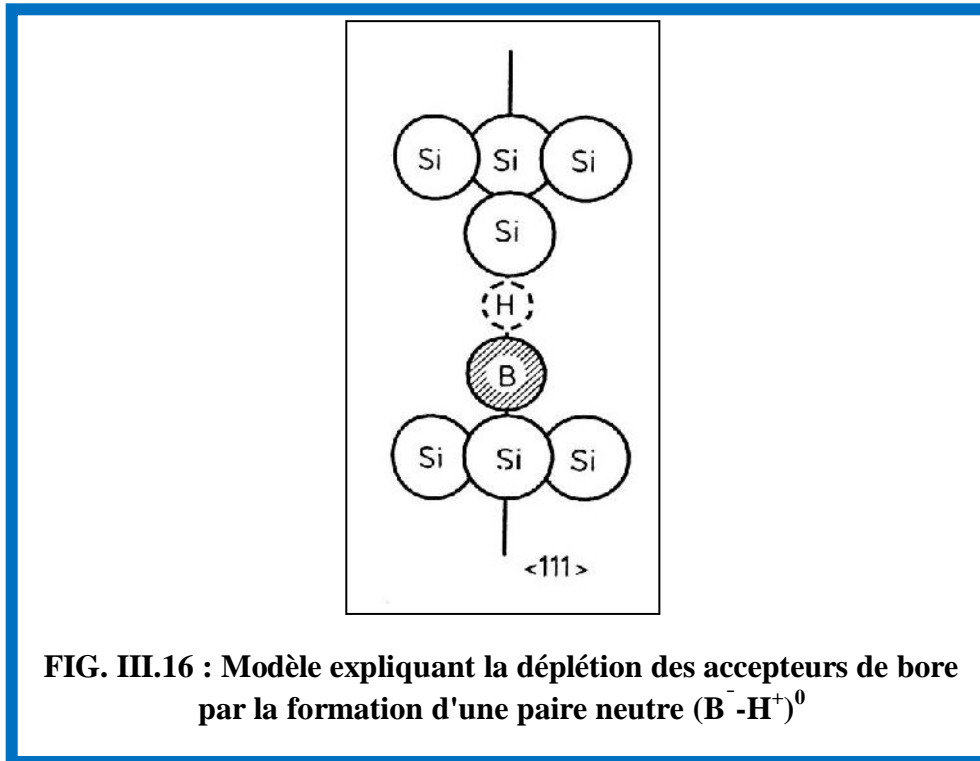 Si Si Si
Si
H
B
Si Si Si
<111>
FIG. III.16 : Modèle expliquant la déplétion des accepteurs de bore
par la formation d'une paire neutre (B⁻-H⁺)⁰